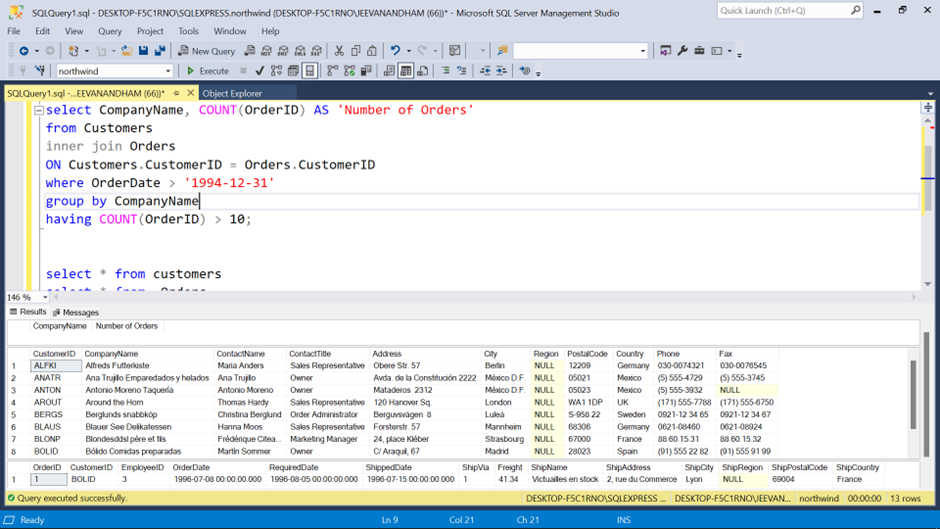 SQLQuery1.sql - DESKTOP-F5C1RNO\SQLEXPRESS.northwind (DESKTOP-F5C1RNO\JEEVANANDHAM (66))* - Microsoft SQL Server Management Studio
Quick Launch (Ctrl+Q)
File Edit View Query Project Tools Window Help
New Query
northwind Execute
SQLQuery1.sql -...EEVANANDHAM (66))* Object Explorer
select CompanyName, COUNT(OrderID) AS 'Number of Orders'
from Customers
inner join Orders
ON Customers.CustomerID = Orders.CustomerID
where OrderDate > '1994-12-31'
group by CompanyName
having COUNT(OrderID) > 10;
select * from customers
select * from Orders
146 %
Results Messages
CompanyName Number of Orders
CustomerID CompanyName ContactName ContactTitle Address City Region PostalCode Country Phone Fax
1 ALFKI Alfreds Futterkiste Maria Anders Sales Representative Obere Str. 57 Berlin NULL 12209 Germany 030-0074321 030-0076545
2 ANATR Ana Trujillo Emparedados y helados Ana Trujillo Owner Avda. de la Constitución 2222 México D.F. NULL 05021 Mexico (5) 555-4729 (5) 555-3745
3 ANTON Antonio Moreno Taquería Antonio Moreno Owner Mataderos 2312 México D.F. NULL 05023 Mexico (5) 555-3932 NULL
4 AROUT Around the Horn Thomas Hardy Sales Representative 120 Hanover Sq. London NULL WA1 1DP UK (171) 555-7788 (171) 555-6750
5 BERGS Berglunds snabbköp Christina Berglund Order Administrator Berguvsvägen 8 Luleå NULL S-958 22 Sweden 0921-12 34 65 0921-12 34 67
6 BLAUS Blauer See Delikatessen Hanna Moos Sales Representative Forsterstr. 57 Mannheim NULL 68306 Germany 0621-08460 0621-08924
7 BLONP Blondesddsl père et fils Frédérique Citea... Marketing Manager 24, place Kléber Strasbourg NULL 67000 France 88.60.15.31 88.60.15.32
8 BOLID Bólido Comidas preparadas Martín Sommer Owner C/ Araquil, 67 Madrid NULL 28023 Spain (91) 555 22 82 (91) 555 91 99
OrderID CustomerID EmployeeID OrderDate RequiredDate ShippedDate ShipVia Freight ShipName ShipAddress ShipCity ShipRegion ShipPostalCode ShipCountry
1 1 BOLID 3 1996-07-08 00:00:00.000 1996-08-05 00:00:00.000 1996-07-15 00:00:00.000 1 41.34 Victuailles en stock 2, rue du Commerce Lyon NULL 69004 France
Query executed successfully. DESKTOP-F5C1RNO\SQLEXPRESS ... DESKTOP-F5C1RNO\JEEVAN... northwind 00:00:00 13 rows
Ready Ln 9 Col 21 Ch 21 INS